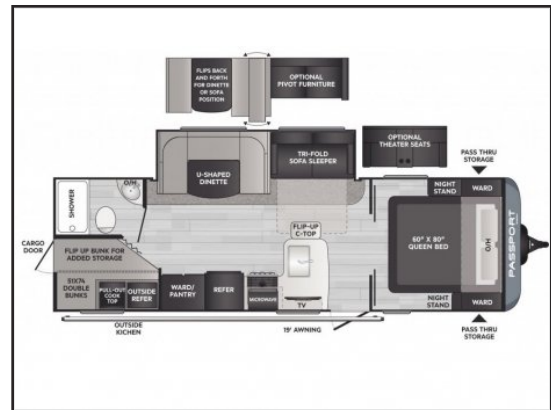 FLIPS BACK
AND FORTH
FOR DINETTE
OR SOFA
POSITION
OPTIONAL
PIVOT FURNITURE
U-SHAPED
DINETTE
TRI-FOLD
SOFA SLEEPER
OPTIONAL
THEATER SEATS
PASS THRU
STORAGE
NIGHT
STAND
WARD
O/H
SHOWER
FLIP-UP
C-TOP
60" X 80"
QUEEN BED
O/H
PASSPORT
CARGO
DOOR
FLIP UP BUNK FOR
ADDED STORAGE
51X74
DOUBLE
BUNKS
PULL-OUT
COOK
TOP
OUTSIDE
REFER
WARD/
PANTRY
REFER
MICROWAVE
TV
NIGHT
STAND
WARD
OUTSIDE
KICHEN
15' AWNING
PASS THRU
STORAGE